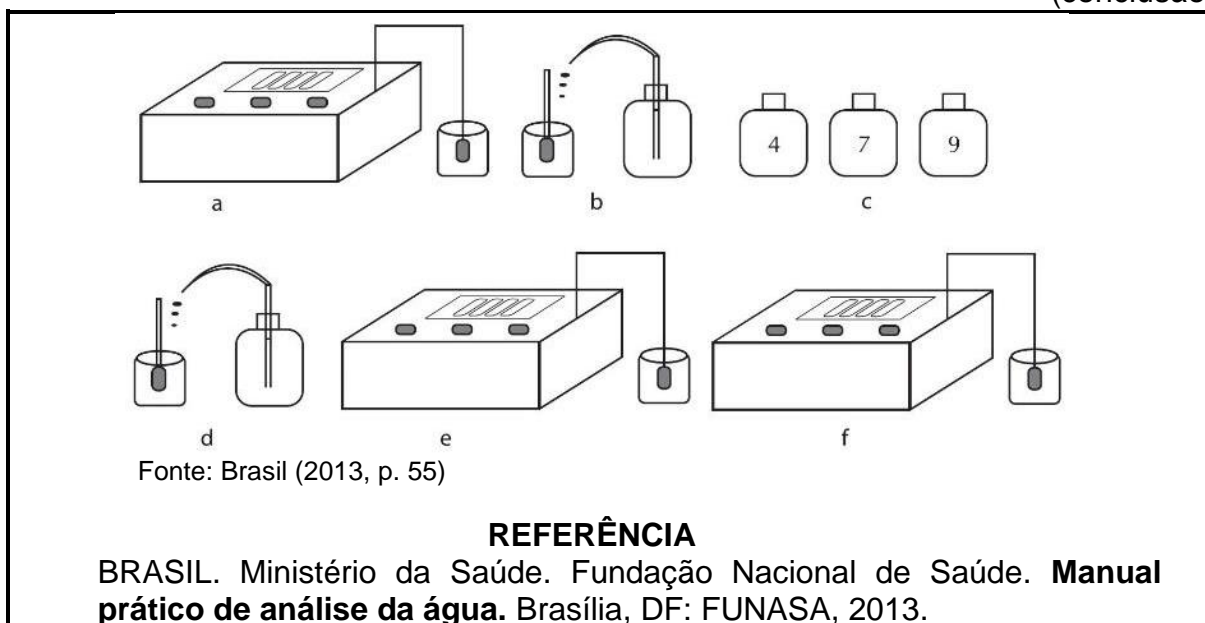 (conclusão
a
b
4 7 9
c
d
e
f
Fonte: Brasil (2013, p. 55)
REFERÊNCIA
BRASIL. Ministério da Saúde. Fundação Nacional de Saúde. Manual
prático de análise da água. Brasília, DF: FUNASA, 2013.